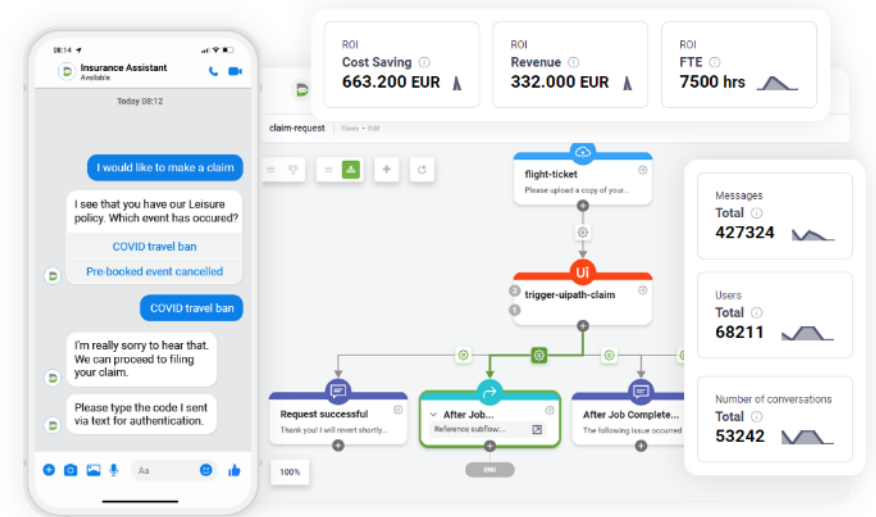 08:14
Insurance Assistant
Available
Today 08:12
I would like to make a claim
I see that you have our Leisure
policy. Which event has occured?
COVID travel ban
Pre-booked event cancelled
COVID travel ban
I'm really sorry to hear that.
We can proceed to filing
your claim.
Please type the code I sent
via text for authentication.
Aa
ROI
Cost Saving
663.200 EUR
ROI
Revenue
332.000 EUR
ROI
FTE
7500 hrs
claim-request
flight-ticket
Please upload a copy of your...
Ui
trigger-uipath-claim
Request successful
Thank you! I will revert shortly...
After Job...
Reference subflow:...
After Job Complete...
The following issue occurred
END
100%
Messages
Total
427324
Users
Total
68211
Number of conversations
Total
53242